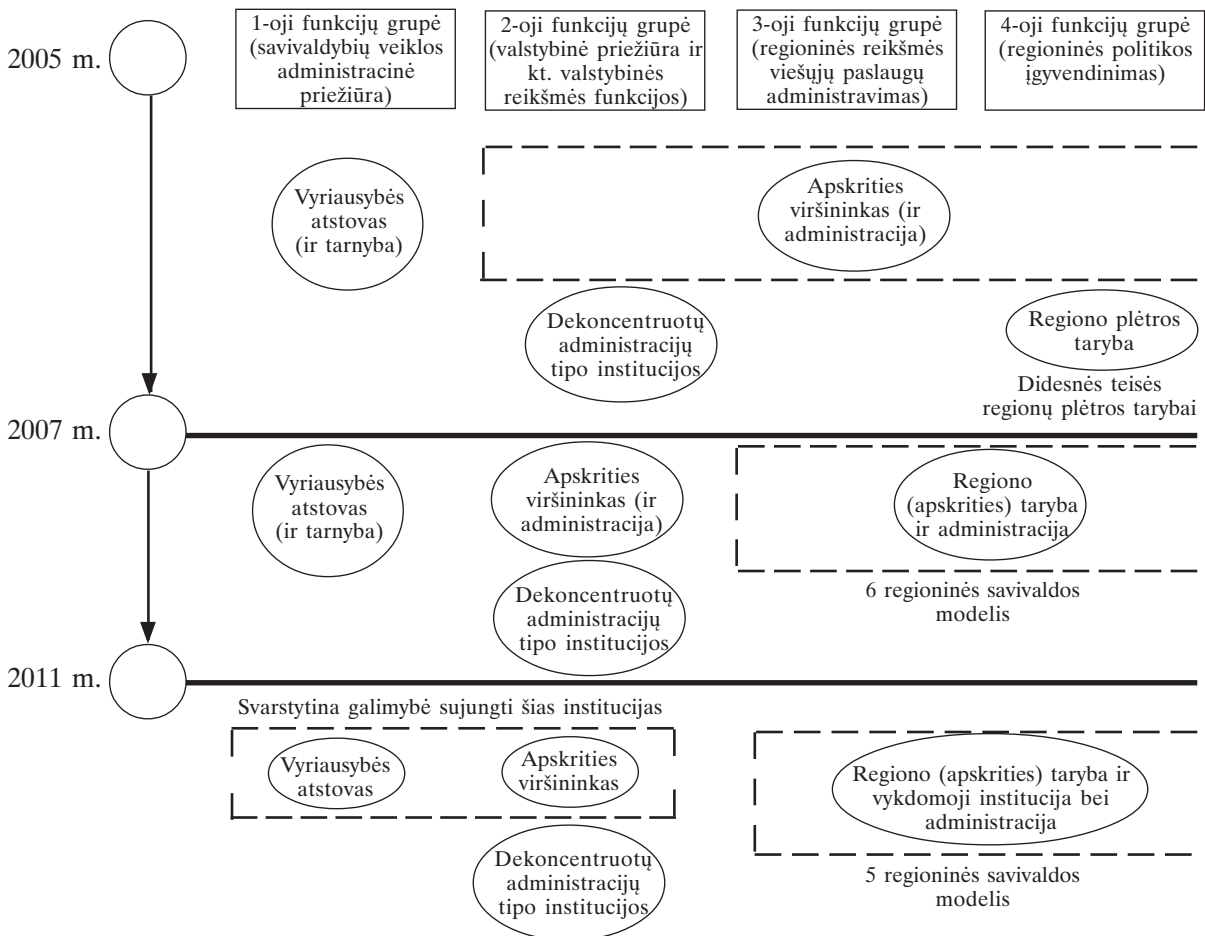 2005 m.
1-oji funkcijų grupė
(savivaldybių veiklos
administracinė
priežiūra)
2-oji funkcijų grupė
(valstybinė priežiūra ir
kt. valstybinės
reikšmės funkcijos)
3-oji funkcijų grupė
(regioninės reikšmės
viešųjų paslaugų
administravimas)
4-oji funkcijų grupė
(regioninės politikos
įgyvendinimas)
Vyriausybės
atstovas
(ir tarnyba)
Apskrities
viršininkas (ir
administracija)
Dekoncentruotų
administracijų
tipo institucijos
Regiono plėtros
taryba
Didesnės teisės
regionų plėtros tarybai
2007 m.
Vyriausybės
atstovas
(ir tarnyba)
Apskrities
viršininkas (ir
administracija)
Regiono
(apskrities) taryba
ir administracija
Dekoncentruotų
administracijų
tipo institucijos
6 regioninės savivaldos
modelis
2011 m.
Svarstytina galimybė sujungti šias institucijas
Vyriausybės
atstovas
Apskrities
viršininkas
Regiono (apskrities) taryba ir
vykdomoji institucija bei
administracija
Dekoncentruotų
administracijų
tipo institucijos
5 regioninės savivaldos
modelis